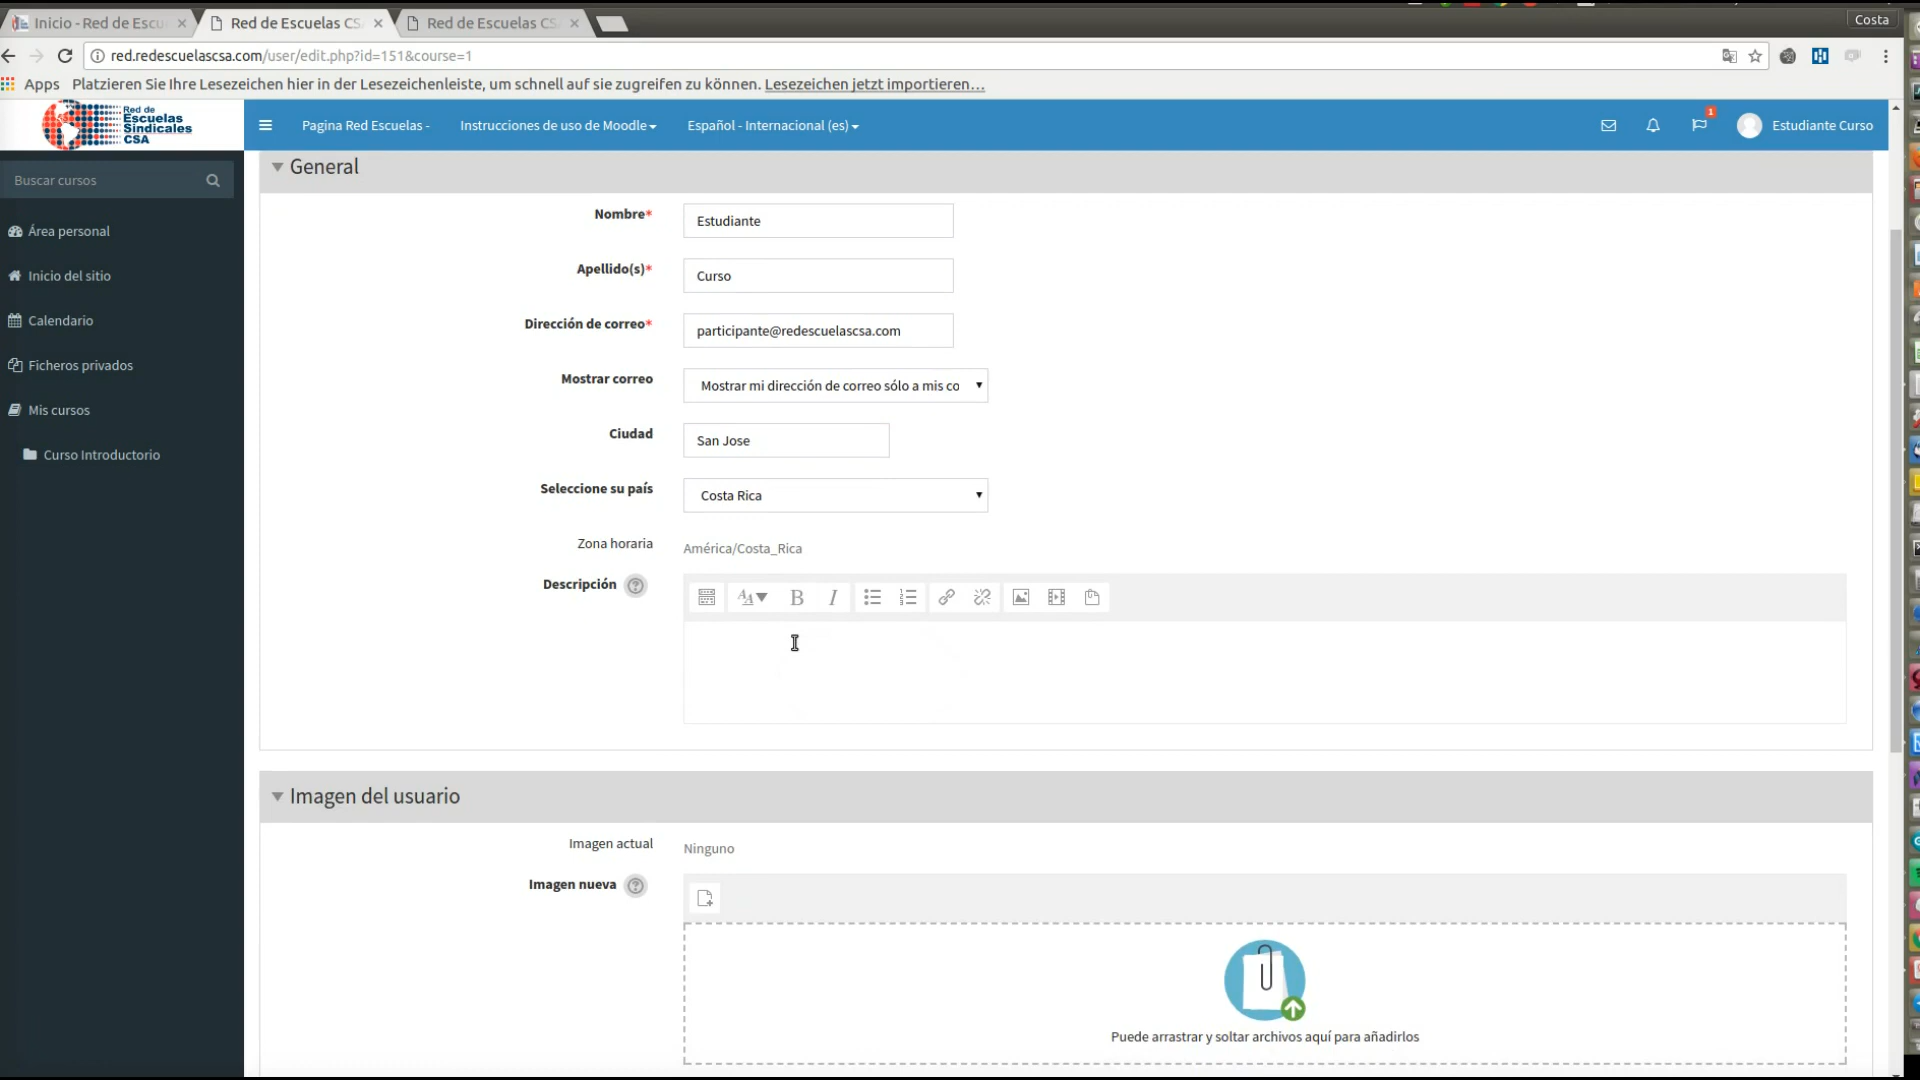 Inicio - Red de Escu
Red de Escuelas CS
Red de Escuelas CS
Costa
red.redescuelascsa.com/user/edit.php?id=151&course=1
Apps Platzieren Sie Ihre Lesezeichen hier in der Lesezeichenleiste, um schnell auf sie zugreifen zu können. Lesezeichen jetzt importieren…
Red de
Escuelas
Sindicales
CSA
Pagina Red Escuelas -
Instrucciones de uso de Moodle
Español - Internacional (es)
1
Estudiante Curso
Buscar cursos
Área personal
Inicio del sitio
Calendario
Ficheros privados
Mis cursos
Curso Introductorio
General
Nombre* Estudiante
Apellido(s)* Curso
Dirección de correo* participante@redescuelascsa.com
Mostrar correo Mostrar mi dirección de correo sólo a mis co
Ciudad San Jose
Seleccione su país Costa Rica
Zona horaria América/Costa_Rica
Descripción
Imagen del usuario
Imagen actual Ninguno
Imagen nueva
Puede arrastrar y soltar archivos aquí para añadirlos